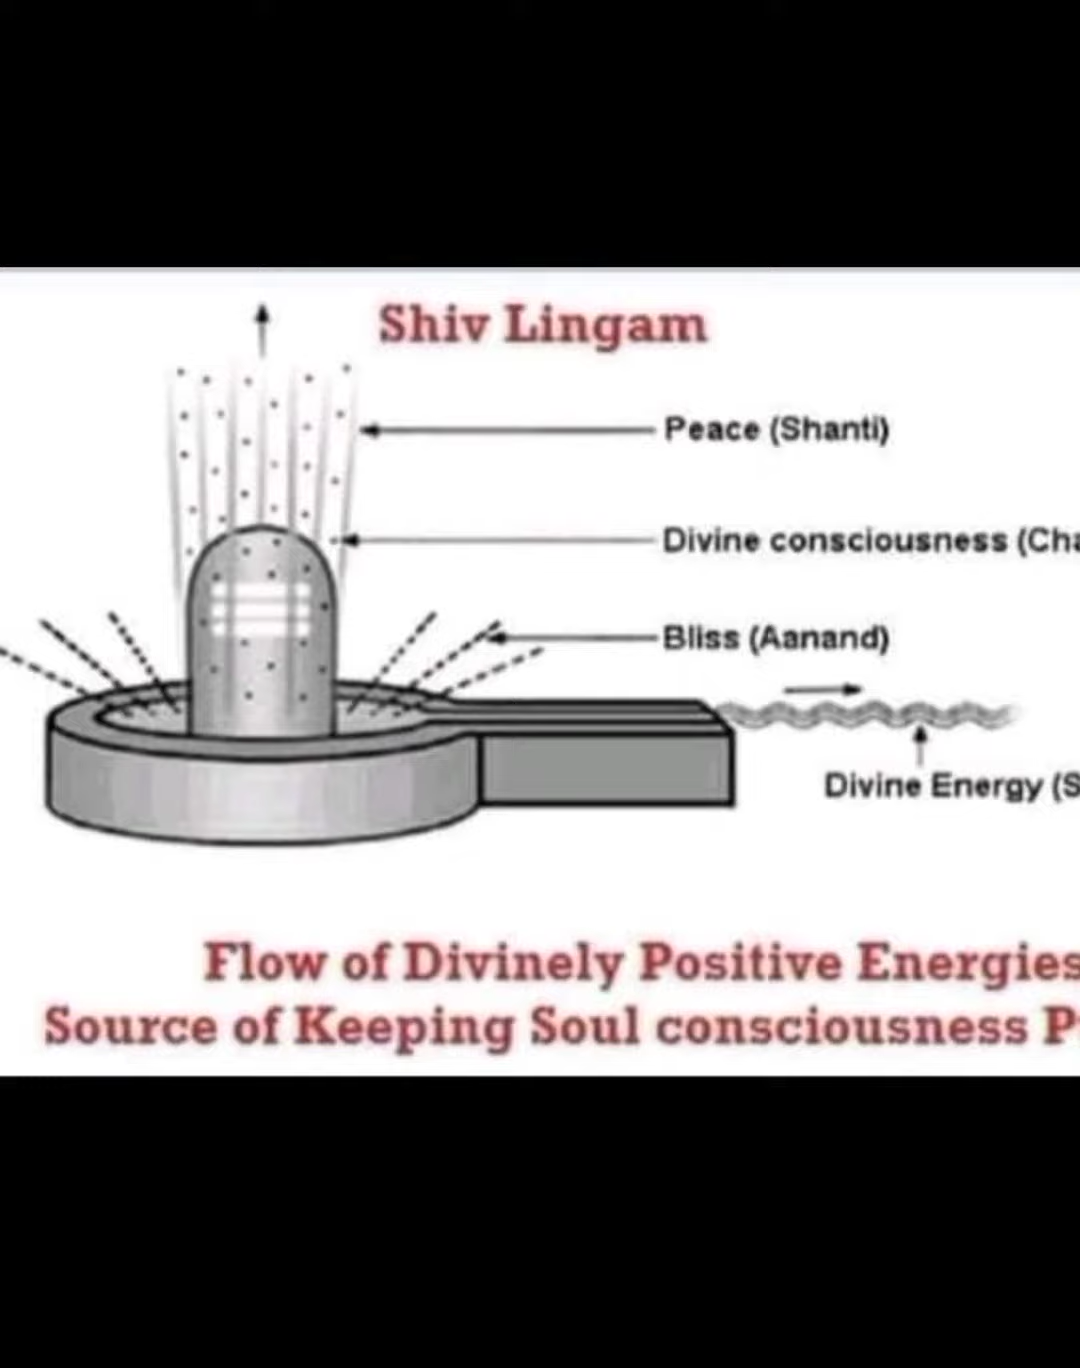 Shiv Lingam
Peace (Shanti)
Divine consciousness (Cha
Bliss (Aanand)
Divine Energy (S
Flow of Divinely Positive Energies
Source of Keeping Soul consciousness P